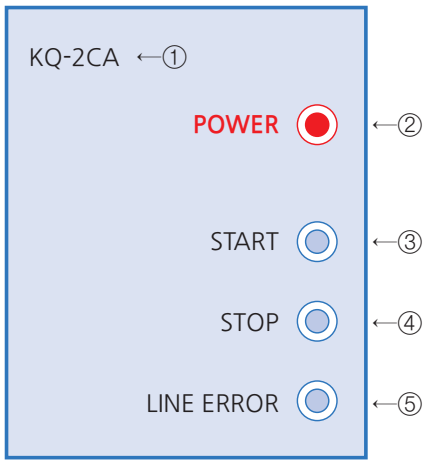 KQ-2CA ←①
POWER ←②
START ←③
STOP ←④
LINE ERROR ←⑤